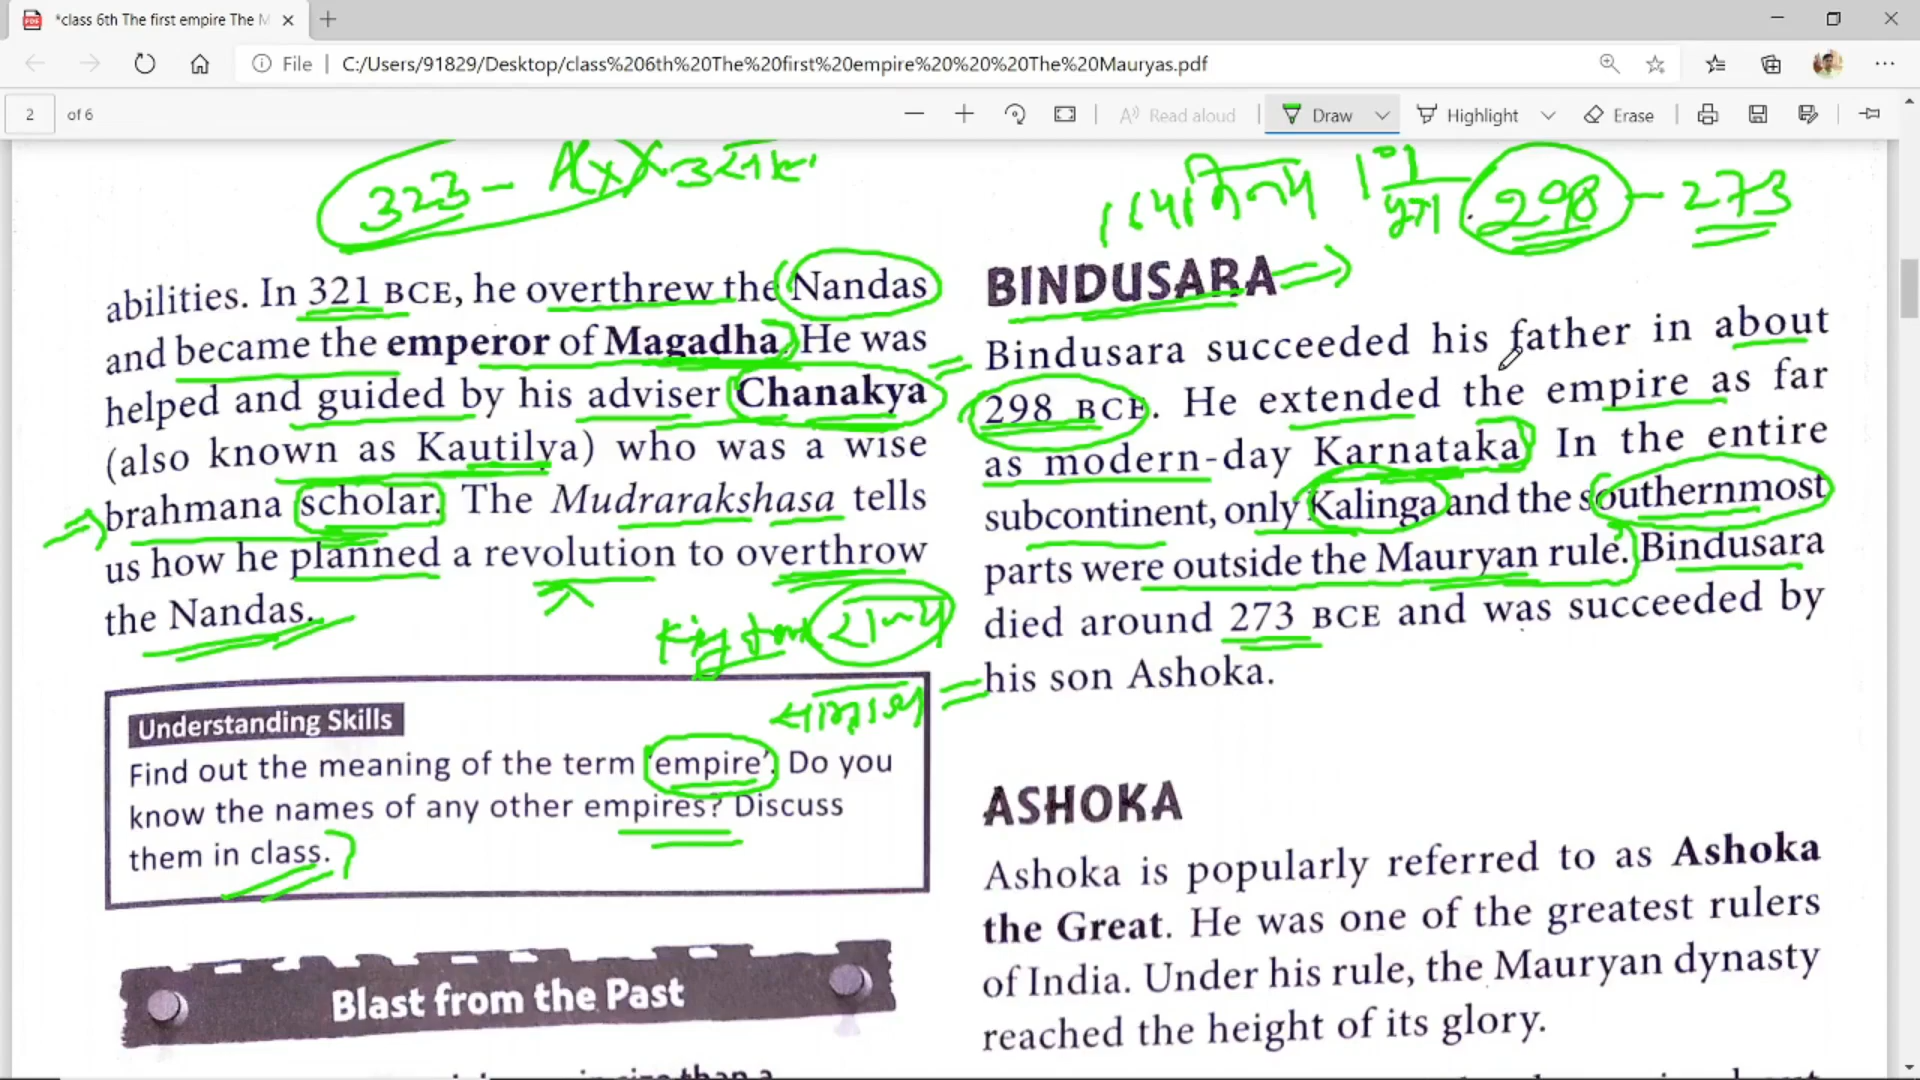 *class 6th The first empire The M
File
C:/Users/91829/Desktop/class%206th%20The%20first%20empire%20%20%20The%20Mauryas.pdf
2 of 6
Read aloud
Draw
Highlight
Erase
323 -
298 - 273
abilities. In 321 BCE, he overthrew the Nandas
and became the emperor of Magadha. He was
helped and guided by his adviser Chanakya
(also known as Kautilya) who was a wise
brahmana scholar. The Mudrarakshasa tells
us how he planned a revolution to overthrow
the Nandas.
Understanding Skills
Find out the meaning of the term 'empire'. Do you
know the names of any other empires? Discuss
them in class.
Blast from the Past
BINDUSARA
Bindusara succeeded his father in about
298 BCE. He extended the empire as far
as modern-day Karnataka. In the entire
subcontinent, only Kalinga and the southernmost
parts were outside the Mauryan rule. Bindusara
died around 273 BCE and was succeeded by
his son Ashoka.
ASHOKA
Ashoka is popularly referred to as Ashoka
the Great. He was one of the greatest rulers
of India. Under his rule, the Mauryan dynasty
reached the height of its glory.